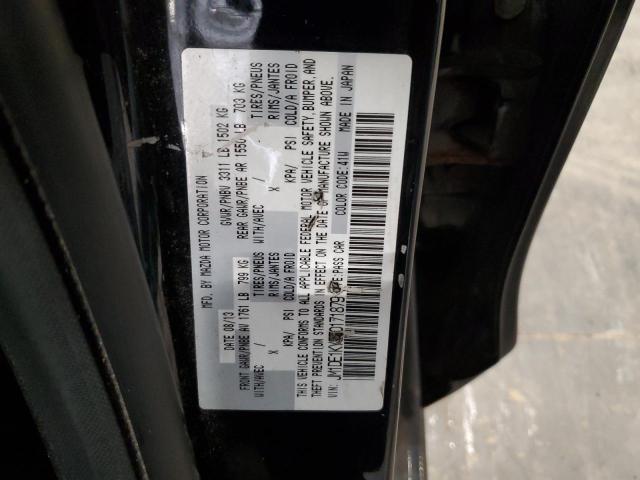 MFD. BY MAZDA MOTOR CORPORATION
DATE 08/13 GVWR/PNBV 3311 LB 1502 KG
FRONT GAWR/PNBE AV 1761 LB 799 KG REAR GAWR/PNBE AR 1550 LB 703 KG
WITH/AVEC TIRES/PNEUS WITH/AVEC TIRES/PNEUS
X RIMS/JANTES X RIMS/JANTES
KPA/ PSI COLD/A FROID KPA/ PSI COLD/A FROID
THIS VEHICLE CONFORMS TO ALL APPLICABLE FEDERAL MOTOR VEHICLE SAFETY, BUMPER, AND
THEFT PREVENTION STANDARDS IN EFFECT ON THE DATE OF MANUFACTURE SHOWN ABOVE.
VIN: PASS CAR COLOR CODE:41W MADE IN JAPAN